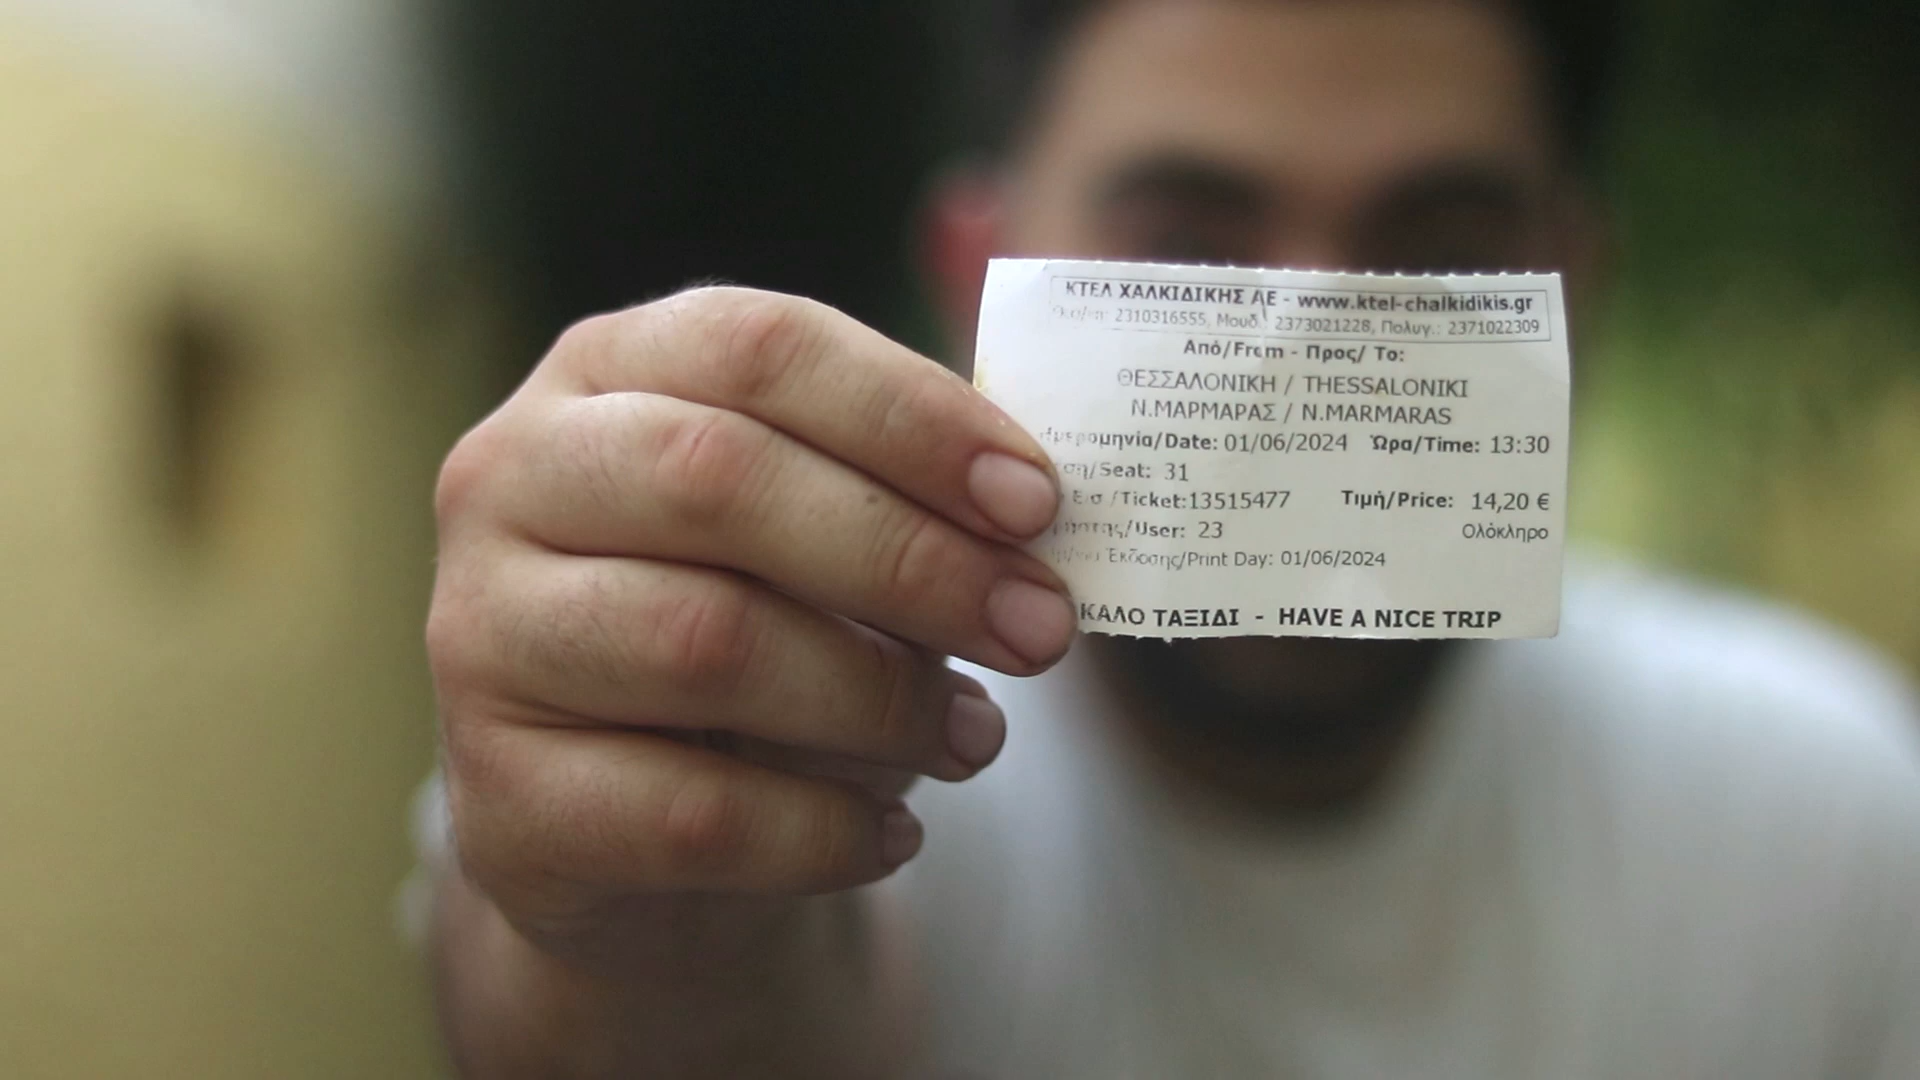 ΚΤΕΛ ΧΑΛΚΙΔΙΚΗΣ ΑΕ - www.ktel-chalkidikis.gr
2310316555, Μουδ.: 2373021228, Πολυγ.: 2371022309
Από/From - Προς/ To:
ΘΕΣΣΑΛΟΝΙΚΗ / THESSALONIKI
Ν.ΜΑΡΜΑΡΑΣ / N.MARMARAS
Ημερομηνία/Date: 01/06/2024 Ώρα/Time: 13:30
/Seat: 31
Εισ /Ticket:13515477 Τιμή/Price: 14,20 €
/User: 23 Ολόκληρο
Έκδοσης/Print Day: 01/06/2024
ΚΑΛΟ ΤΑΞΙΔΙ - HAVE A NICE TRIP